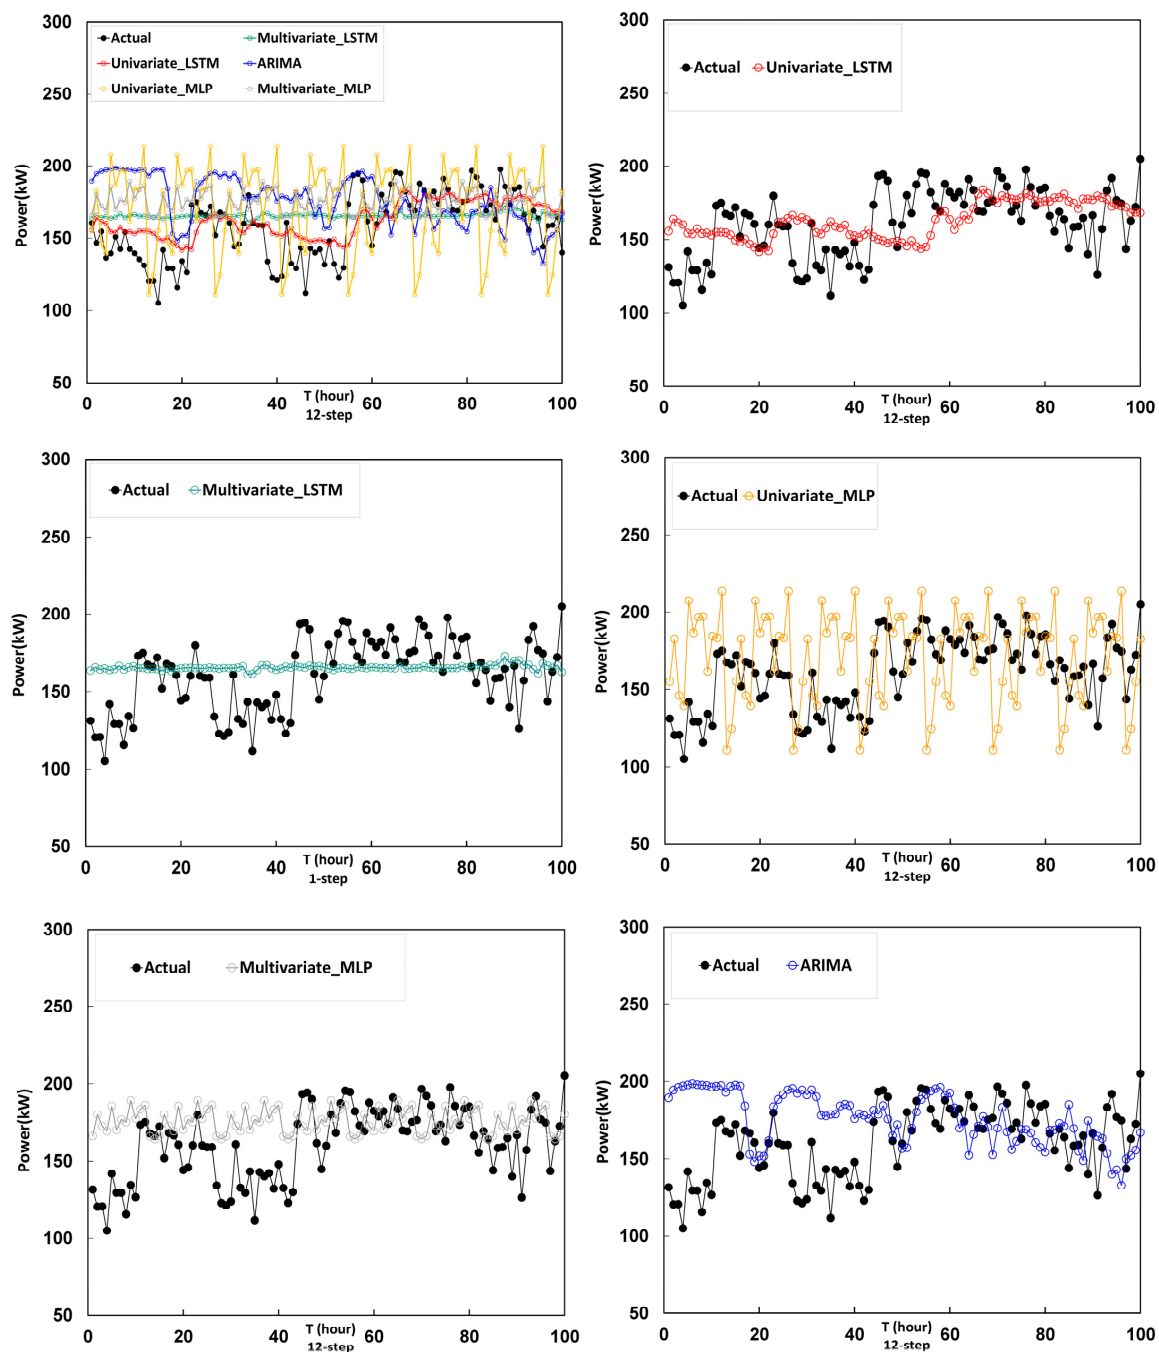 300
250
200
150
100
50
Power(kW)
Actual
Multivariate_LSTM
Univariate_LSTM
ARIMA
Univariate_MLP
Multivariate_MLP
0
20
40
60
80
100
T (hour)
12-step
300
250
200
150
100
50
Power(kW)
Actual
Univariate_LSTM
0
20
40
60
80
100
T (hour)
12-step
300
250
200
150
100
50
Power(kW)
Actual
Multivariate_LSTM
0
20
40
60
80
100
T (hour)
1-step
300
250
200
150
100
50
Power(kW)
Actual
Univariate_MLP
0
20
40
60
80
100
T (hour)
12-step
300
250
200
150
100
50
Power(kW)
Actual
Multivariate_MLP
0
20
40
60
80
100
T (hour)
12-step
300
250
200
150
100
50
Power(kW)
Actual
ARIMA
0
20
40
60
80
100
T (hour)
12-step